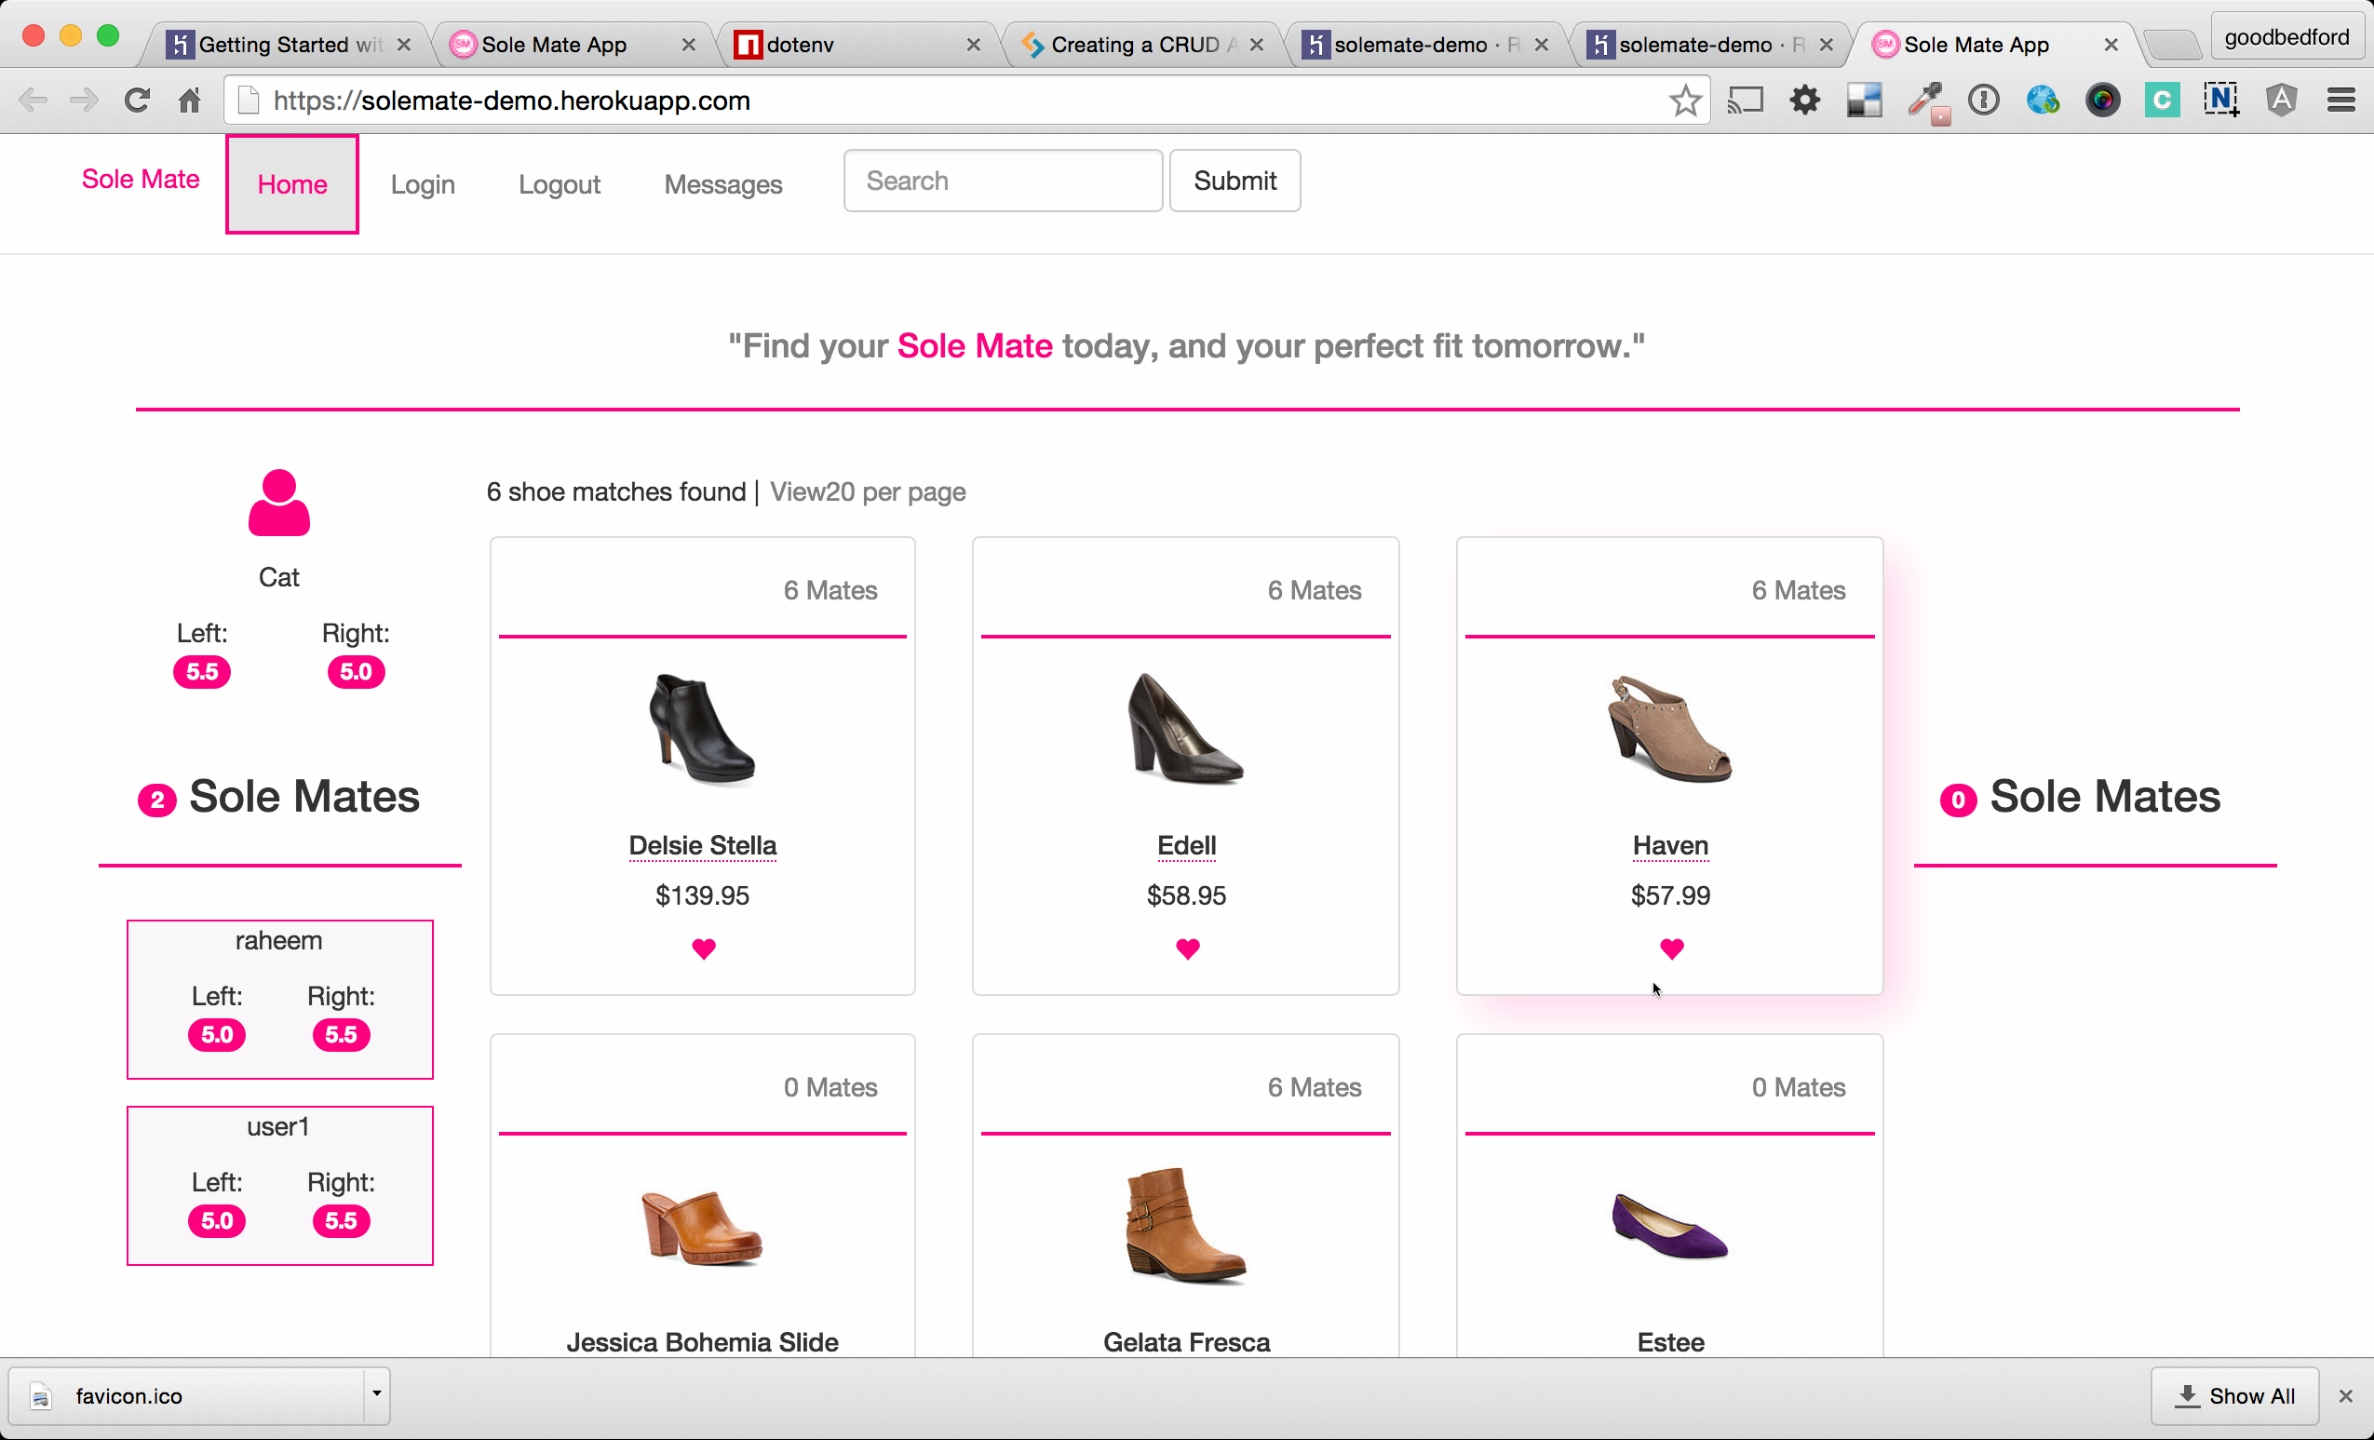 Getting Started wit
Sole Mate App
dotenv
Creating a CRUD A
solemate-demo · R
solemate-demo · R
Sole Mate App
goodbedford
https://solemate-demo.herokuapp.com
Sole Mate
Home
Login
Logout
Messages
Search
Submit
"Find your Sole Mate today, and your perfect fit tomorrow."
Cat
Left: Right:
5.5 5.0
2 Sole Mates
raheem
Left: Right:
5.0 5.5
user1
Left: Right:
5.0 5.5
6 shoe matches found | View20 per page
6 Mates
Delsie Stella
$139.95
6 Mates
Edell
$58.95
6 Mates
Haven
$57.99
0 Mates
Jessica Bohemia Slide
6 Mates
Gelata Fresca
0 Mates
Estee
0 Sole Mates
favicon.ico
Show All